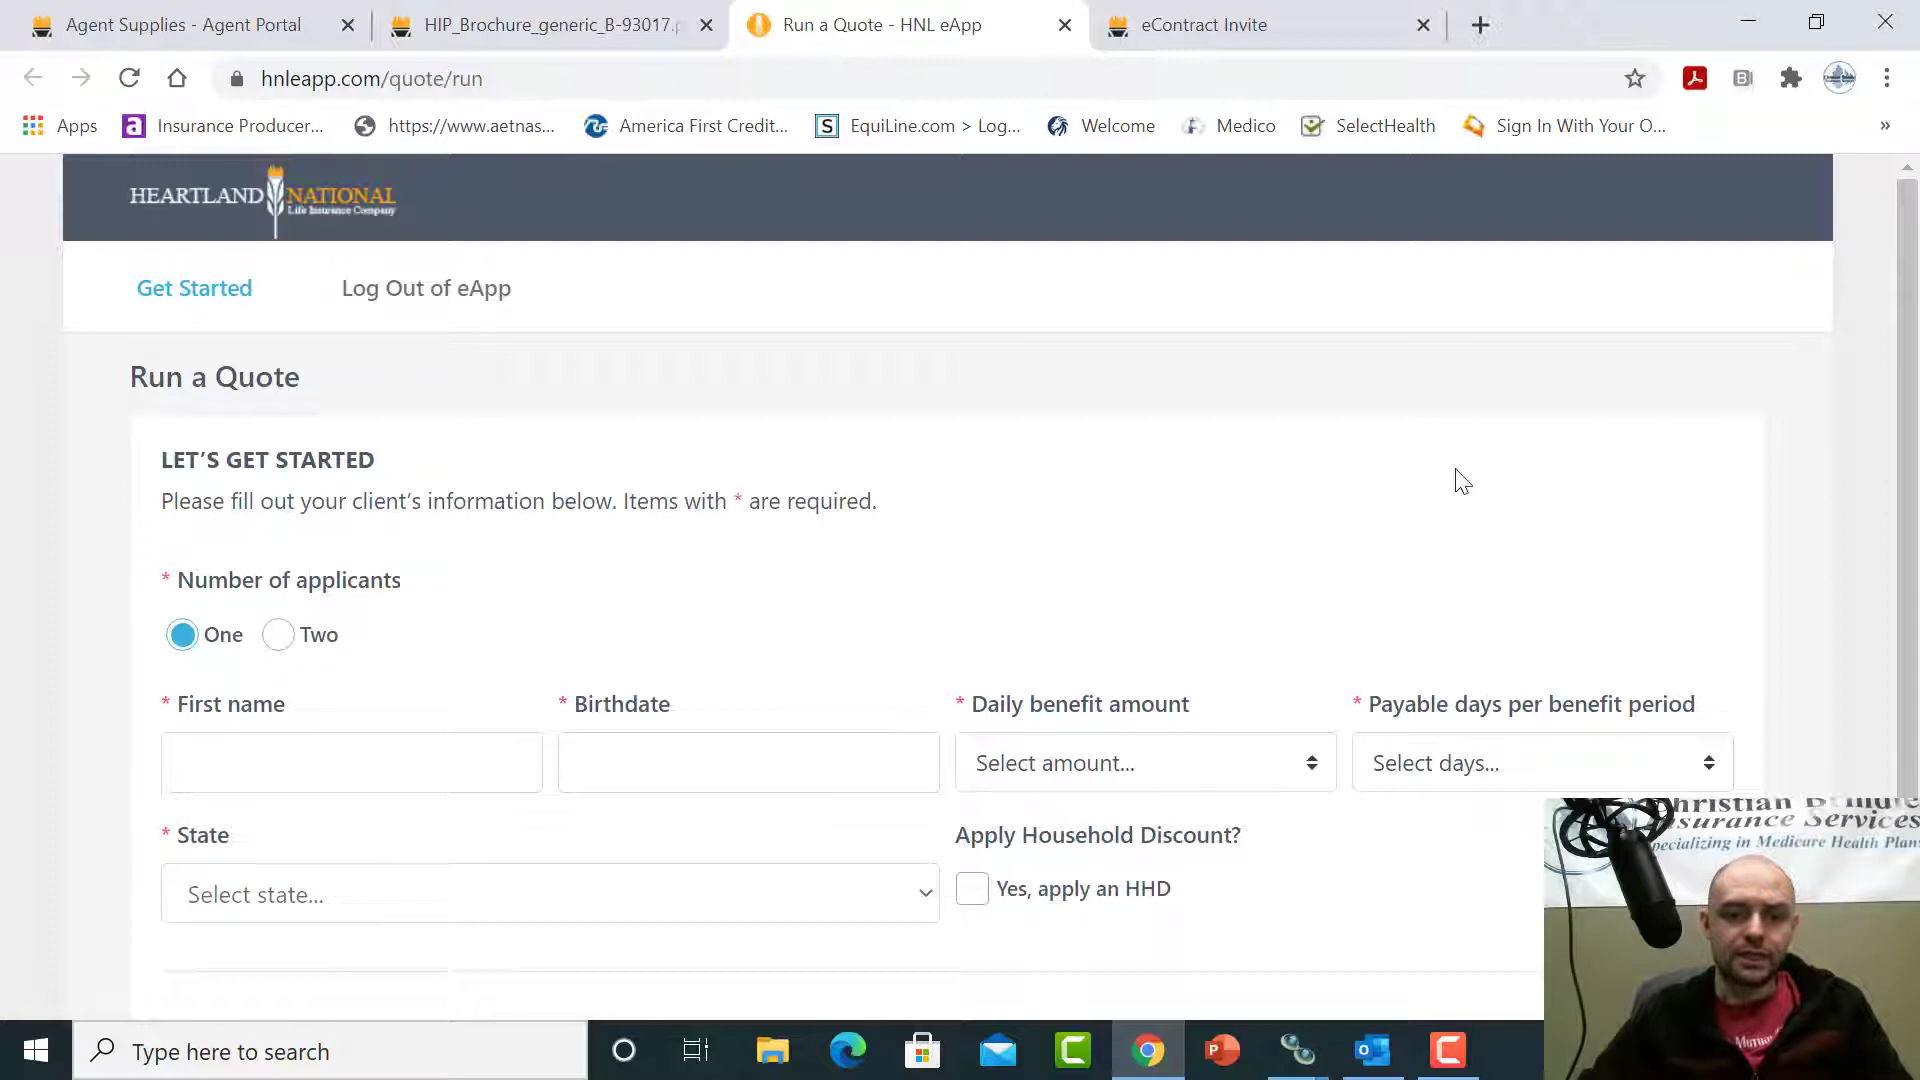 Agent Supplies - Agent Portal
HIP_Brochure_generic_B-93017.p
Run a Quote - HNL eApp
eContract Invite
hnleapp.com/quote/run
Apps
Insurance Producer...
https://www.aetnas...
America First Credit...
EquiLine.com > Log...
Welcome
Medico
SelectHealth
Sign In With Your O...
HEARTLAND NATIONAL
Life Insurance Company
Get Started
Log Out of eApp
Run a Quote
LET'S GET STARTED
Please fill out your client's information below. Items with * are required.
* Number of applicants
One
Two
* First name
* Birthdate
* Daily benefit amount
* Payable days per benefit period
Select amount...
Select days...
* State
Apply Household Discount?
Select state...
Yes, apply an HHD
Christian
Insurance Services
Specializing in Medicare Health Plans
Type here to search